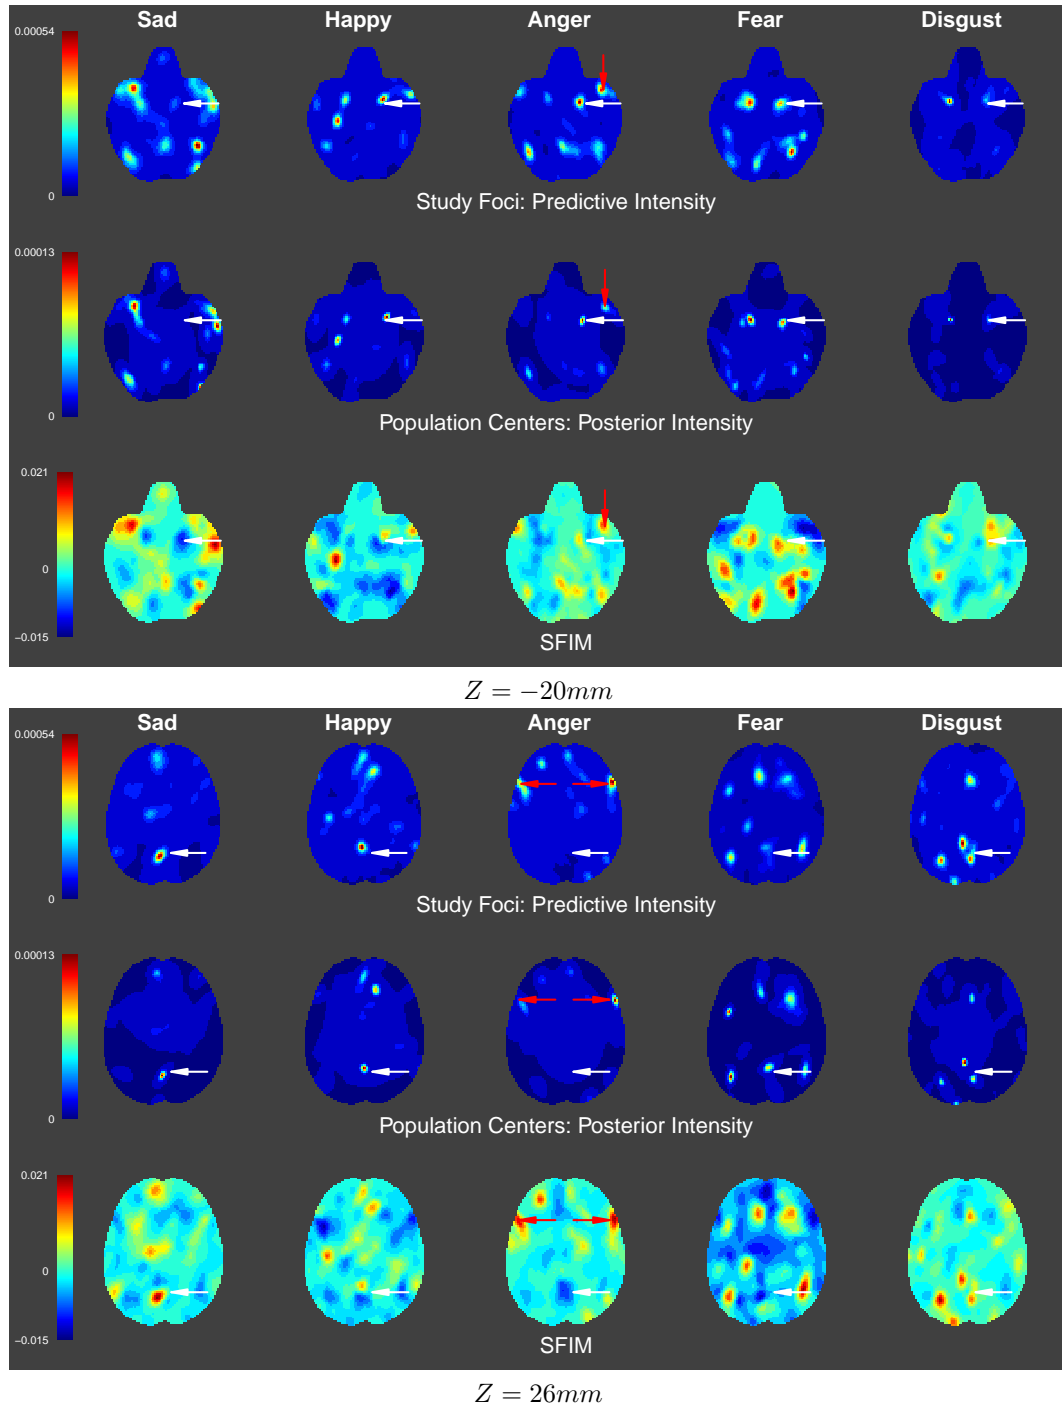 Sad Happy Anger Fear Disgust
0.00054
0
Study Foci: Predictive Intensity
0.00013
0
Population Centers: Posterior Intensity
0.021
0
−0.015
SFIM
Z = −20mm
Sad Happy Anger Fear Disgust
0.00054
0
Study Foci: Predictive Intensity
0.00013
0
Population Centers: Posterior Intensity
0.021
0
−0.015
SFIM
Z = 26mm